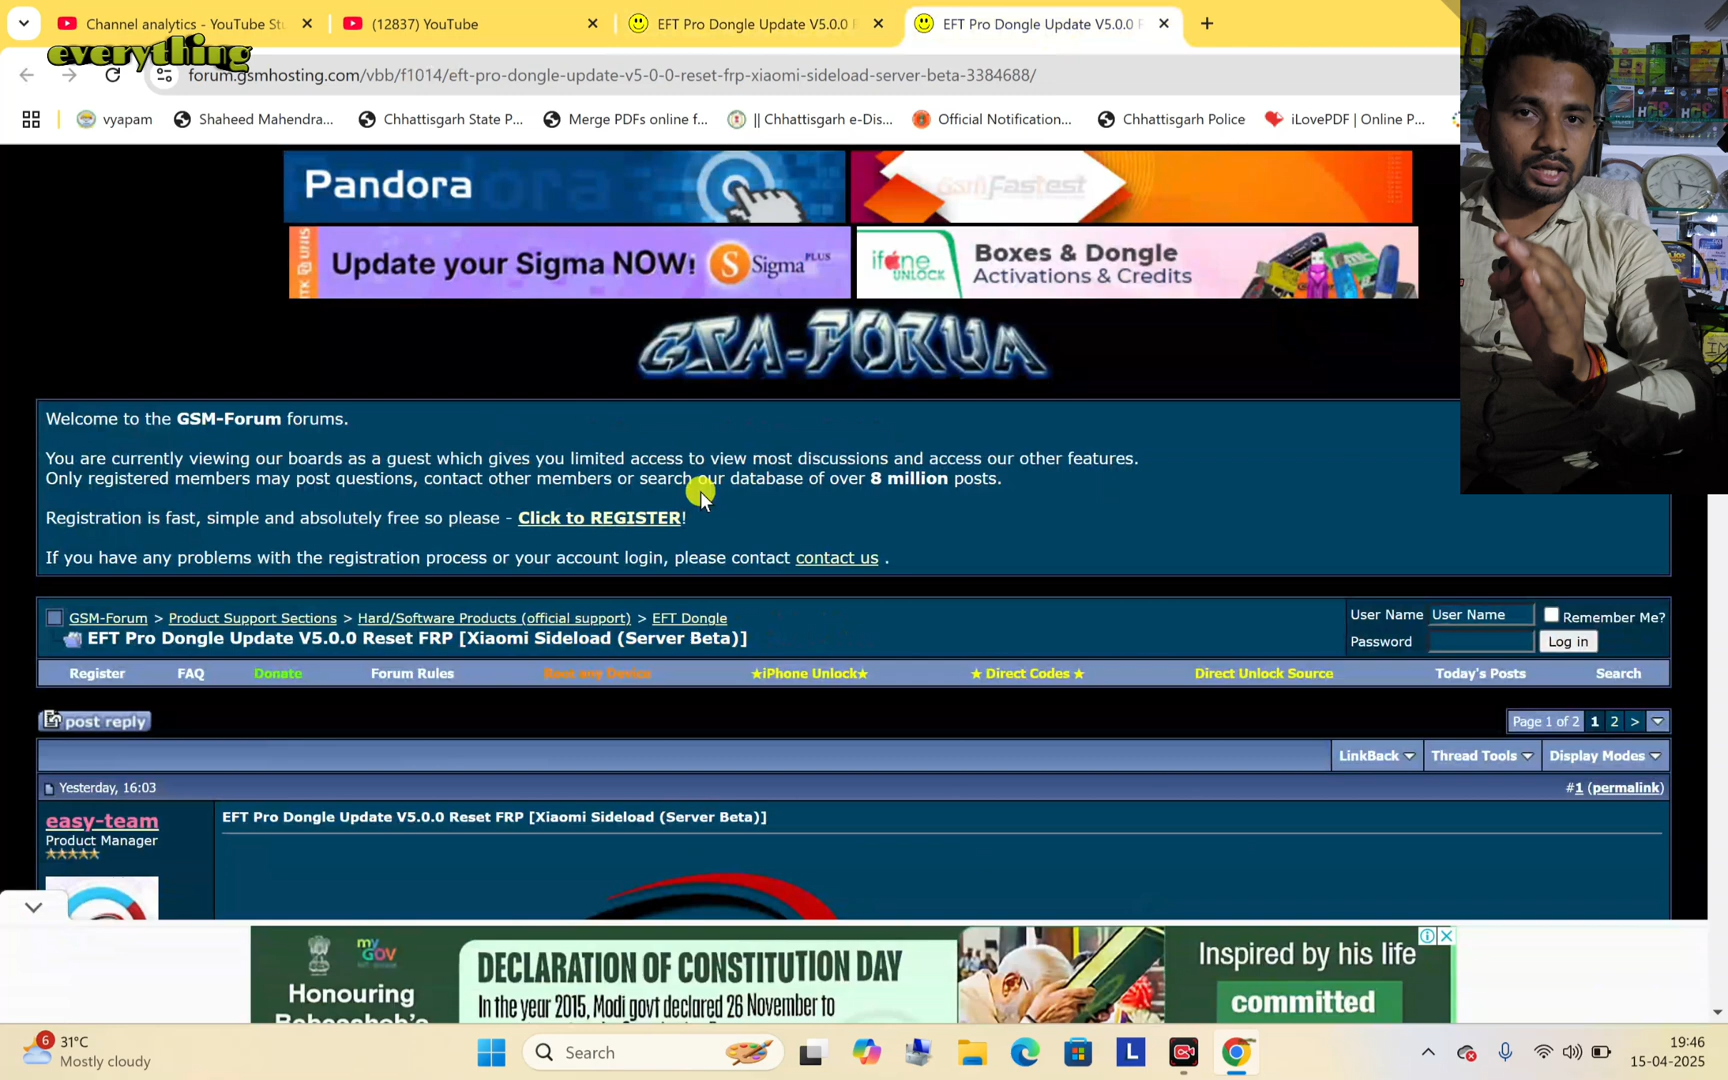 Channel analytics - YouTube Stu
(12837) YouTube
EFT Pro Dongle Update V5.0.0 R
EFT Pro Dongle Update V5.0.0 R
everything
forum.gsmhosting.com/vbb/f1014/eft-pro-dongle-update-v5-0-0-reset-frp-xiaomi-sideload-server-beta-3384688/
vyapam
Shaheed Mahendra...
Chhattisgarh State P...
Merge PDFs online f...
|| Chhattisgarh e-Dis...
Official Notification...
Chhattisgarh Police
iLovePDF | Online P...
Pandora
GsmFastest
Update your Sigma NOW!
SigmaPLUS
ifone
UNLOCK
Boxes & Dongle
Activations & Credits
GSM-FORUM
Welcome to the GSM-Forum forums.
You are currently viewing our boards as a guest which gives you limited access to view most discussions and access our other features.
Only registered members may post questions, contact other members or search our database of over 8 million posts.
Registration is fast, simple and absolutely free so please - Click to REGISTER!
If you have any problems with the registration process or your account login, please contact contact us .
GSM-Forum > Product Support Sections > Hard/Software Products (official support) > EFT Dongle
EFT Pro Dongle Update V5.0.0 Reset FRP [Xiaomi Sideload (Server Beta)]
User Name User Name Remember Me?
Password Log in
Register FAQ Donate Forum Rules Root any Device ★iPhone Unlock★ ★ Direct Codes ★ Direct Unlock Source Today's Posts Search
post reply
Page 1 of 2 1 2 >
LinkBack Thread Tools Display Modes
Yesterday, 16:03
#1 (permalink)
easy-team
Product Manager
EFT Pro Dongle Update V5.0.0 Reset FRP [Xiaomi Sideload (Server Beta)]
my
GOV
Honouring
DECLARATION OF CONSTITUTION DAY
In the year 2015, Modi govt declared 26 November to
Inspired by his life
committed
6
31°C
Mostly cloudy
Search
L
19:46
15-04-2025